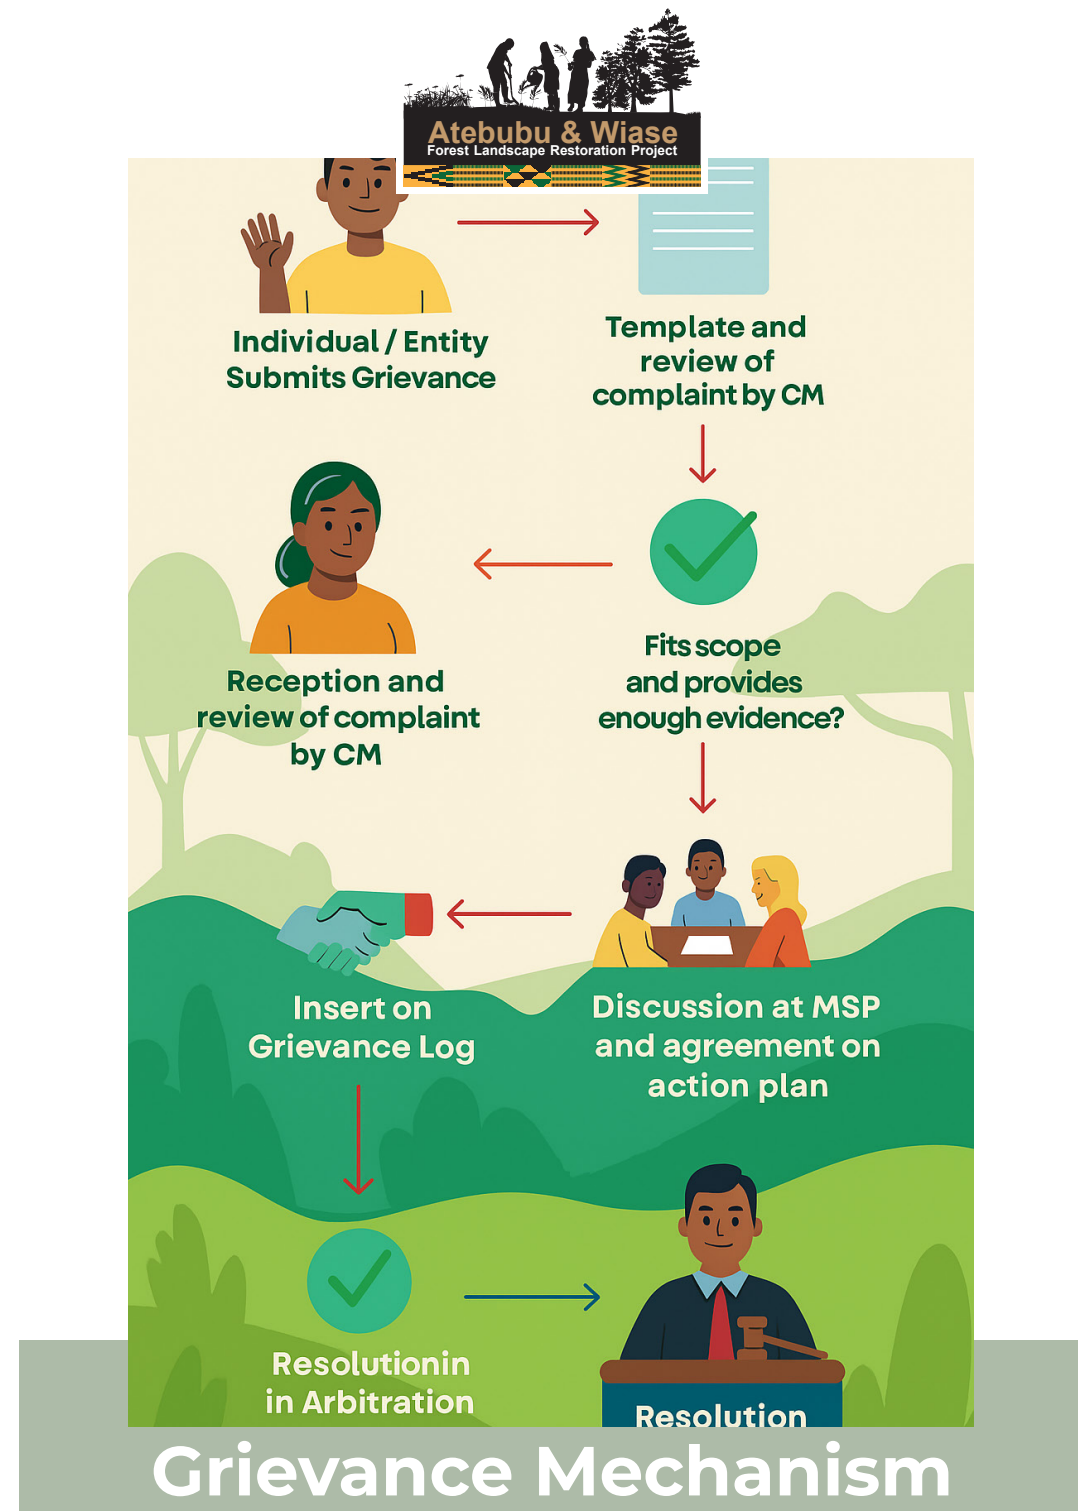 Atebubu & Wiase
Forest Landscape Restoration Project
Individual / Entity
Submits Grievance
Template and
review of
complaint by CM
Fits scope
and provides
enough evidence?
Reception and
review of complaint
by CM
Discussion at MSP
and agreement on
action plan
Insert on
Grievance Log
Resolutionin
in Arbitration
Resolution
Grievance Mechanism